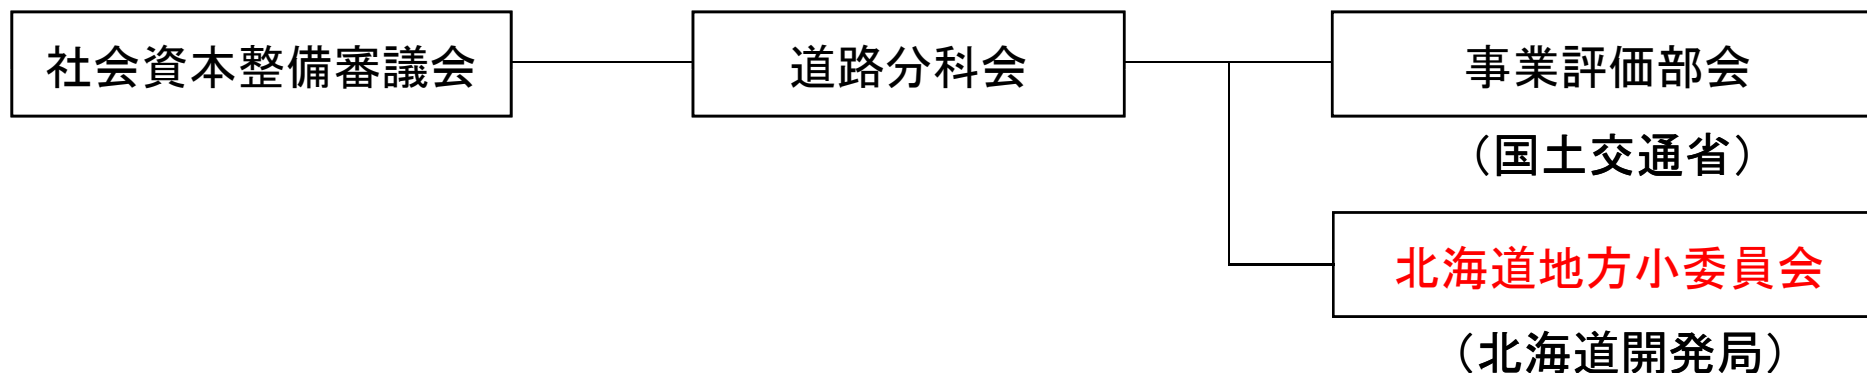 社会資本整備審議会
道路分科会
事業評価部会
（国土交通省）
北海道地方小委員会
（北海道開発局）